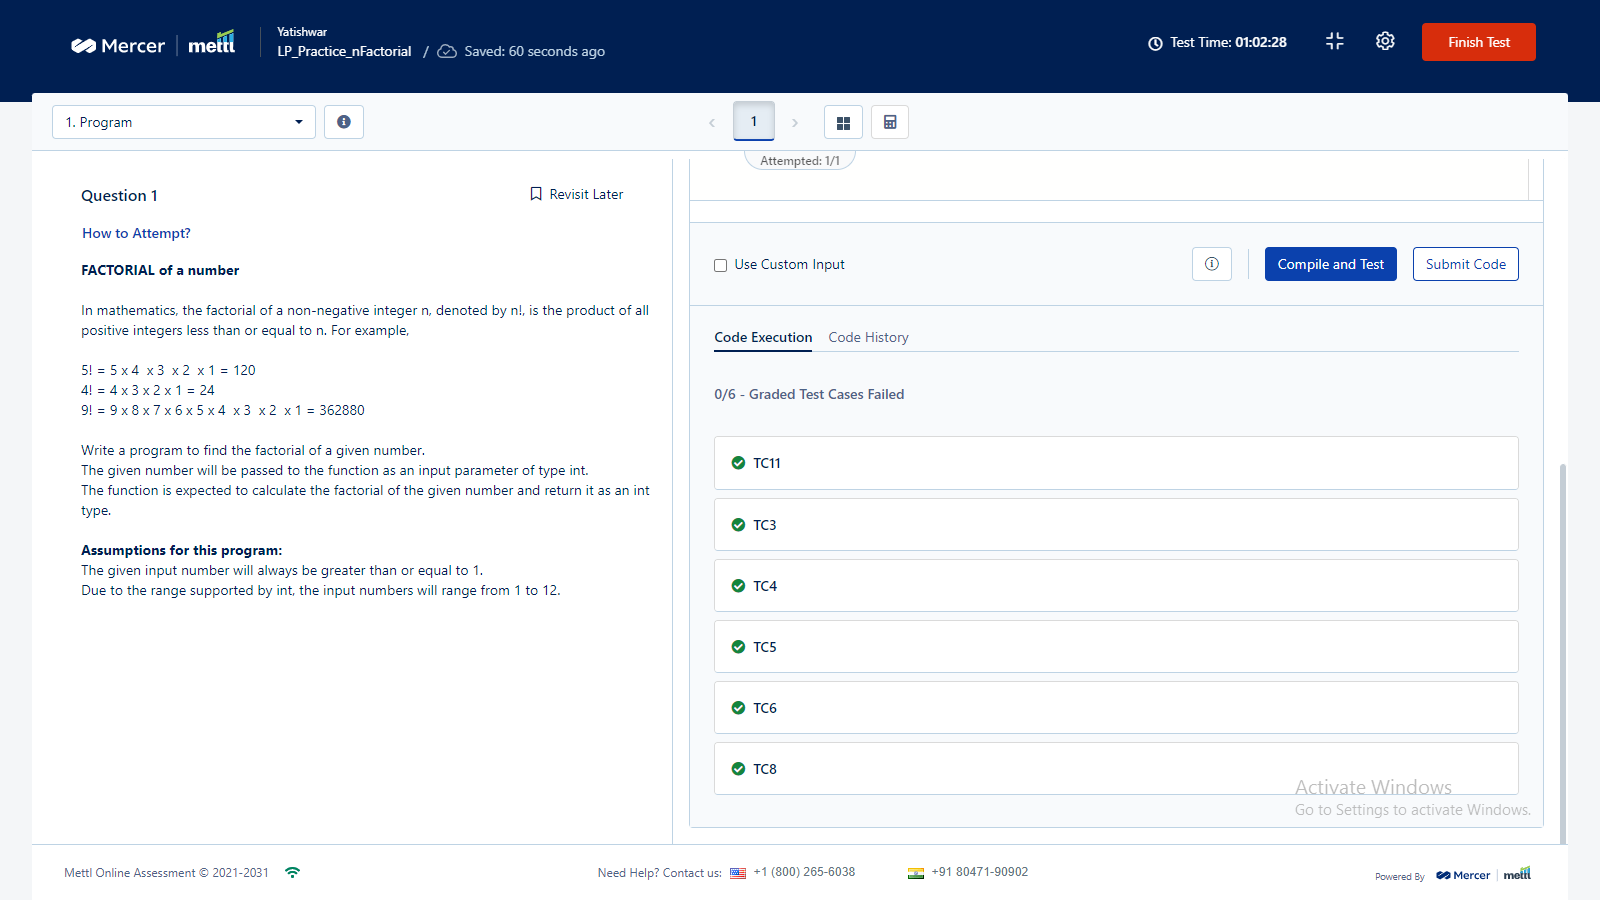 Mercer | mettl
Yatishwar
LP_Practice_nFactorial / Saved: 60 seconds ago
Test Time: 01:02:28
Finish Test
1. Program
1
Attempted: 1/1
Question 1
Revisit Later
How to Attempt?
FACTORIAL of a number
In mathematics, the factorial of a non-negative integer n, denoted by n!, is the product of all
positive integers less than or equal to n. For example,
5! = 5 x 4 x 3 x 2 x 1 = 120
4! = 4 x 3 x 2 x 1 = 24
9! = 9 x 8 x 7 x 6 x 5 x 4 x 3 x 2 x 1 = 362880
Write a program to find the factorial of a given number.
The given number will be passed to the function as an input parameter of type int.
The function is expected to calculate the factorial of the given number and return it as an int
type.
Assumptions for this program:
The given input number will always be greater than or equal to 1.
Due to the range supported by int, the input numbers will range from 1 to 12.
Use Custom Input
Compile and Test
Submit Code
Code Execution
Code History
0/6 - Graded Test Cases Failed
TC11
TC3
TC4
TC5
TC6
TC8
Activate Windows
Go to Settings to activate Windows.
Mettl Online Assessment © 2021-2031
Need Help? Contact us: +1 (800) 265-6038
+91 80471-90902
Powered By Mercer | mettl